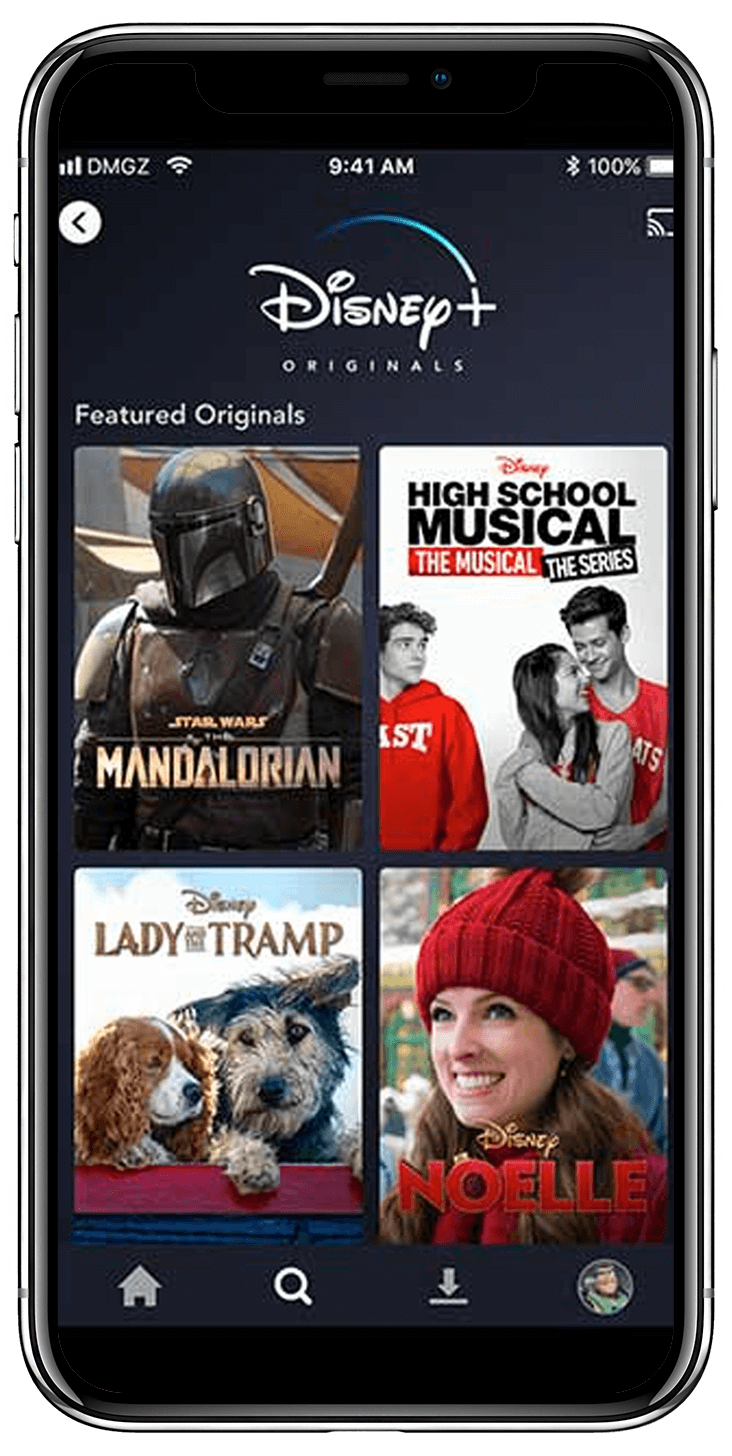 DMGZ 9:41 AM 100%
Disney+
ORIGINALS
Featured Originals
STAR WARS
THE
MANDALORIAN
Disney
HIGH SCHOOL
MUSICAL
THE MUSICAL THE SERIES
AST
ATS
Disney
LADY AND THE TRAMP
Disney
NOELLE